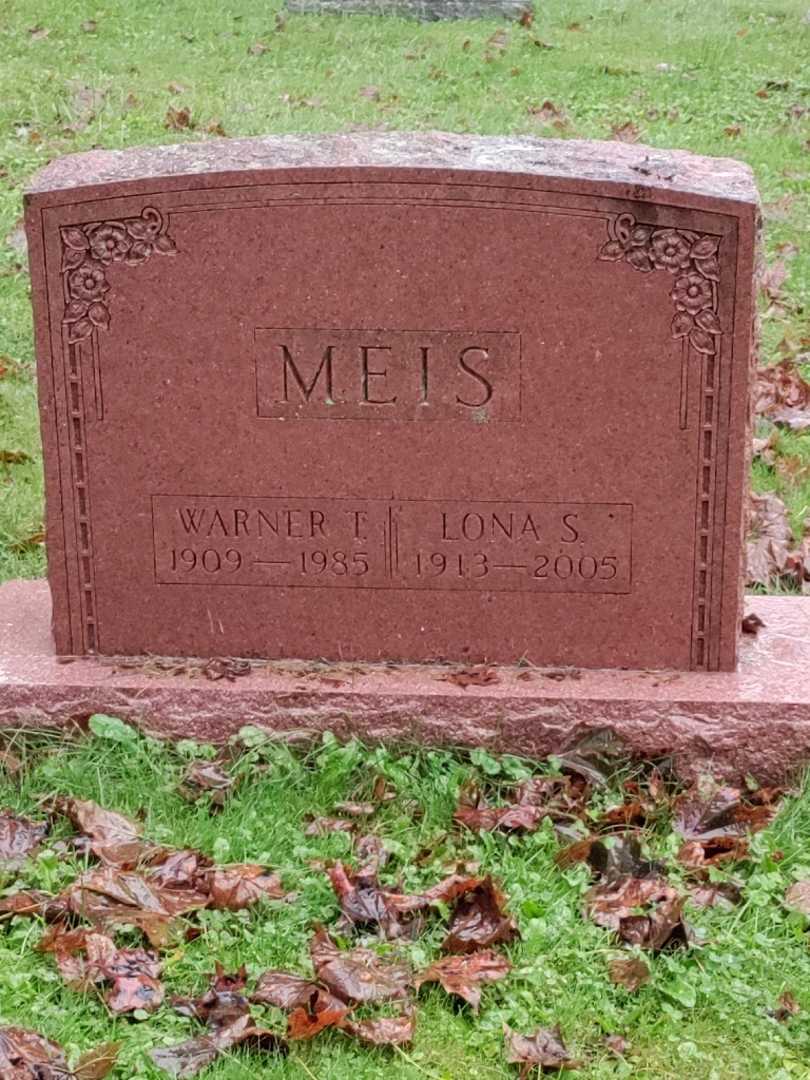 MEIS
WARNER T. LONA S.
1909—1985 1913—2005